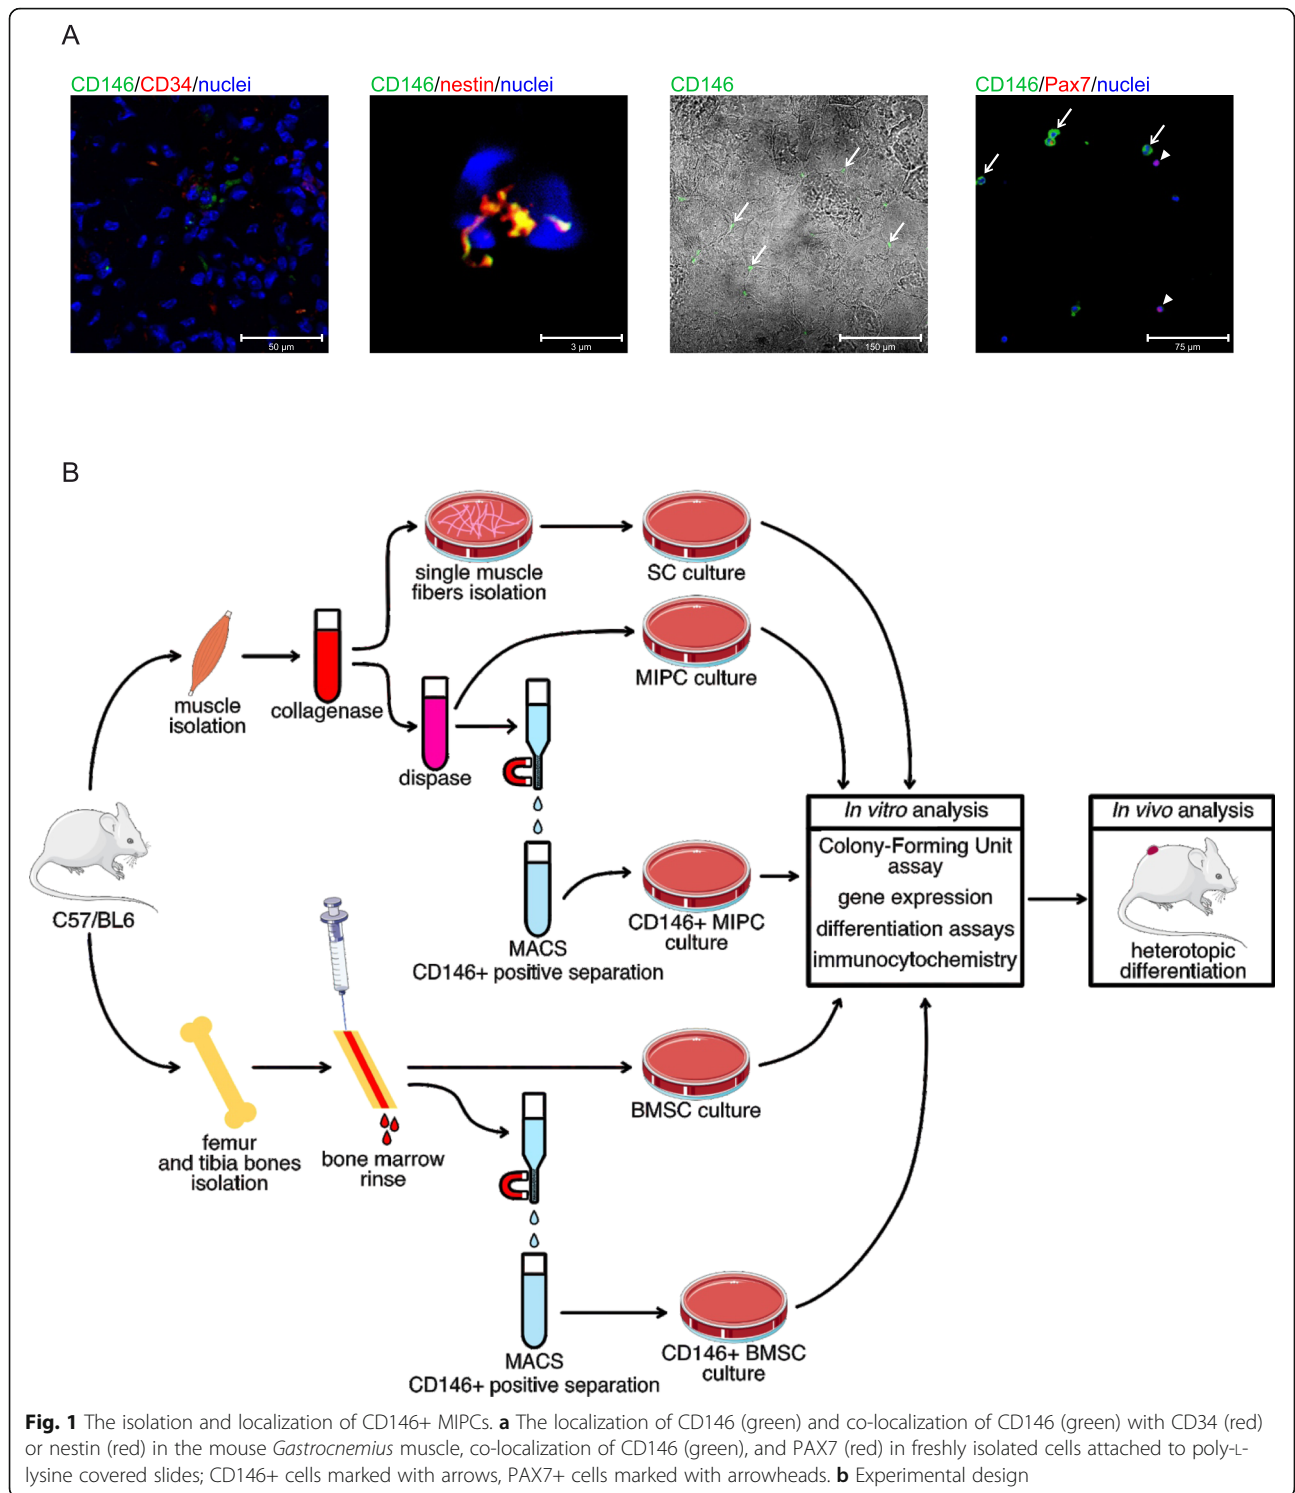 A
CD146/CD34/nuclei
CD146/nestin/nuclei
CD146
CD146/Pax7/nuclei
50 µm
3 µm
150 µm
75 µm
B
single muscle
fibers isolation
SC culture
MIPC culture
muscle
isolation
collagenase
dispase
C57/BL6
MACS
CD146+ positive separation
CD146+ MIPC
culture
In vitro analysis
Colony-Forming Unit
assay
gene expression
differentiation assays
immunocytochemistry
In vivo analysis
heterotopic
differentiation
femur
and tibia bones
isolation
bone marrow
rinse
BMSC culture
MACS
CD146+ positive separation
CD146+ BMSC
culture
Fig. 1 The isolation and localization of CD146+ MIPCs. a The localization of CD146 (green) and co-localization of CD146 (green) with CD34 (red)
or nestin (red) in the mouse Gastrocnemius muscle, co-localization of CD146 (green), and PAX7 (red) in freshly isolated cells attached to poly-L-
lysine covered slides; CD146+ cells marked with arrows, PAX7+ cells marked with arrowheads. b Experimental design